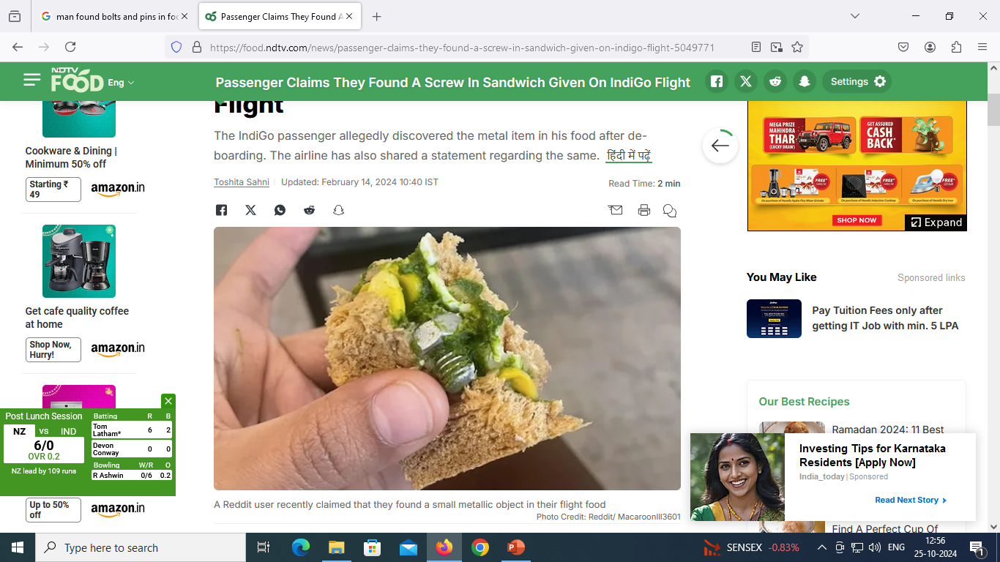 man found bolts and pins in foo
Passenger Claims They Found A
https://food.ndtv.com/news/passenger-claims-they-found-a-screw-in-sandwich-given-on-indigo-flight-5049771
NDTV
FOOD
Eng
Passenger Claims They Found A Screw In Sandwich Given On IndiGo Flight
Settings
Flight
The IndiGo passenger allegedly discovered the metal item in his food after de-
boarding. The airline has also shared a statement regarding the same. हिंदी में पढ़ें
Toshita Sahni
Updated: February 14, 2024 10:40 IST
Read Time: 2 min
A Reddit user recently claimed that they found a small metallic object in their flight food
Photo Credit: Reddit/ MacaroonIll3601
Cookware & Dining |
Minimum 50% off
Starting ₹
49
amazon.in
Get cafe quality coffee
at home
Shop Now,
Hurry!
amazon.in
Post Lunch Session
NZ vs IND
6/0
OVR 0.2
NZ lead by 109 runs
Batting R B
Tom
Latham* 6 2
Devon
Conway 0 0
Bowling W/R O
R Ashwin 0/6 0.2
Up to 50%
off
amazon.in
MEGA PRIZE
MAHINDRA
THAR
(LUCKY DRAW)
GET ASSURED
CASH
BACK*
FREE*
FREE*
FREE*
SHOP NOW
Expand
You May Like
Sponsored links
Pay Tuition Fees only after
getting IT Job with min. 5 LPA
Our Best Recipes
Ramadan 2024: 11 Best
Investing Tips for Karnataka
Residents [Apply Now]
India_today | Sponsored
Read Next Story
Find A Perfect Cup Of
Type here to search
SENSEX -0.83%
ENG
12:56
25-10-2024
1